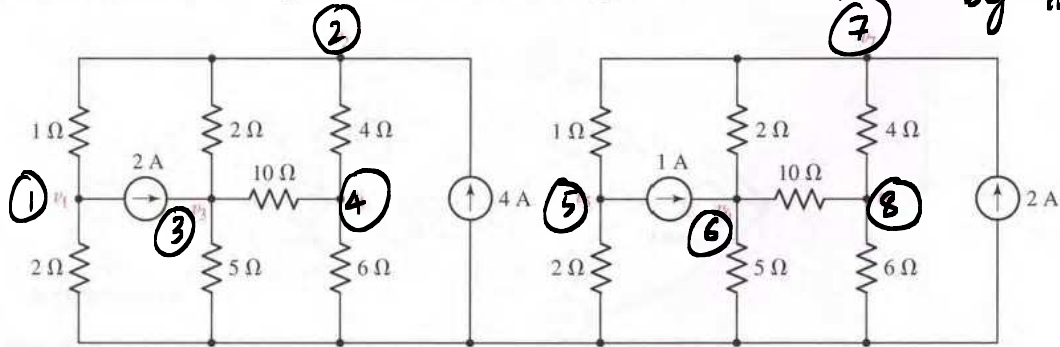 by
2 7
1 Ω 2 Ω 4 Ω 1 Ω 2 Ω 4 Ω
2 A 10 Ω 1 A 10 Ω
1 v₁ 4 4 A 5 8 2 A
3 v₃ 6
2 Ω 5 Ω 6 Ω 2 Ω 5 Ω 6 Ω